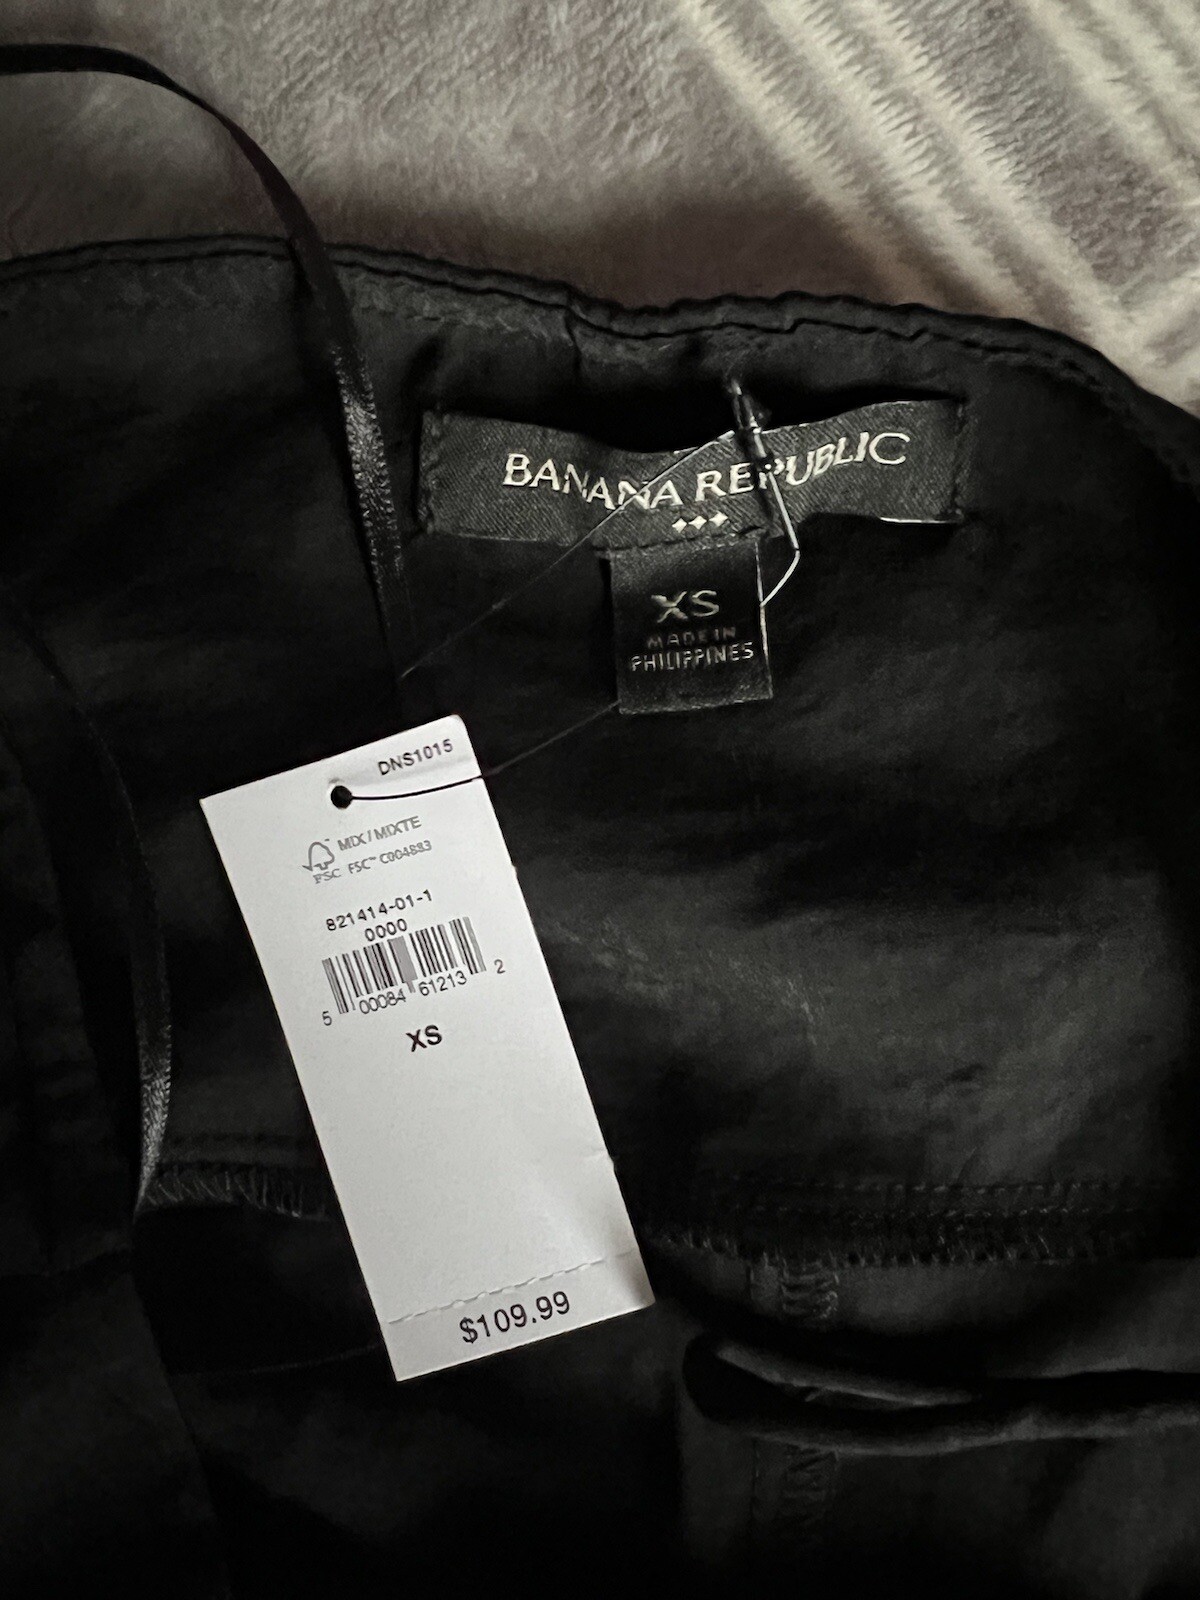 BANANA REPUBLIC
XS
MADE IN
PHILIPPINES
DNS1015
MIX / MIXTE
FSC FSC™ C004883
821414-01-1
0000
5 00084 61213 2
XS
$109.99